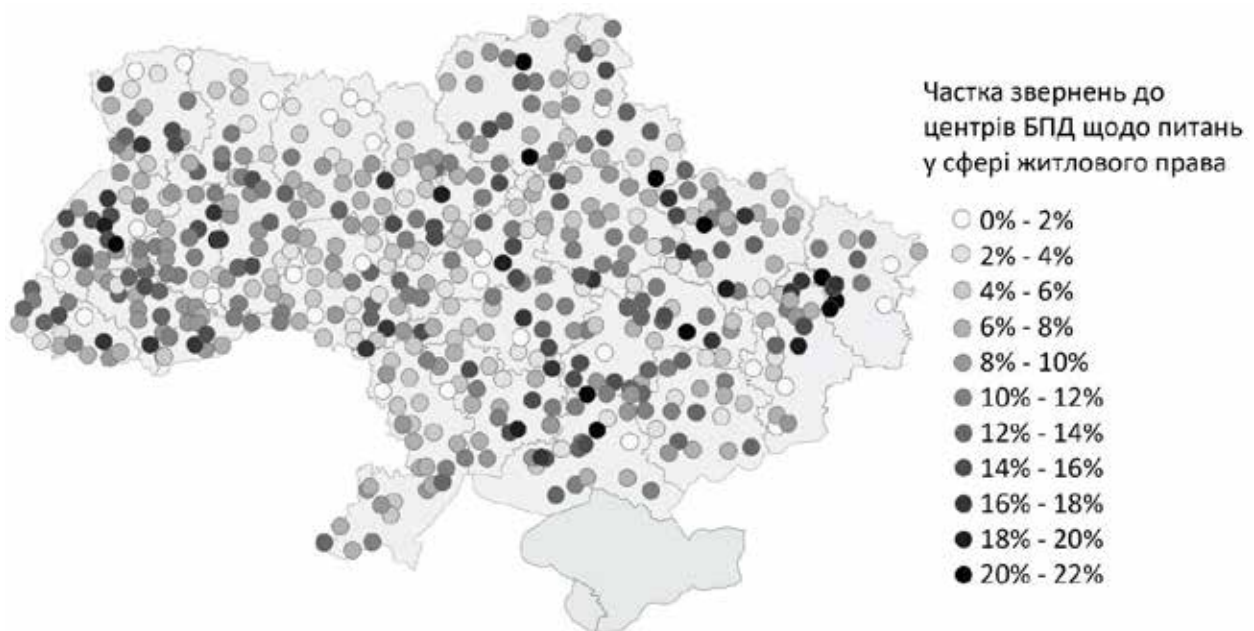 Частка звернень до
центрів БПД щодо питань
у сфері житлового права
0% - 2%
2% - 4%
4% - 6%
6% - 8%
8% - 10%
10% - 12%
12% - 14%
14% - 16%
16% - 18%
18% - 20%
20% - 22%